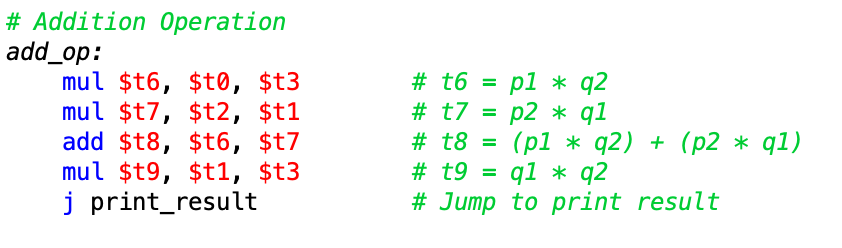 # Addition Operation
add_op:
    mul $t6, $t0, $t3        # t6 = p1 * q2
    mul $t7, $t2, $t1        # t7 = p2 * q1
    add $t8, $t6, $t7        # t8 = (p1 * q2) + (p2 * q1)
    mul $t9, $t1, $t3        # t9 = q1 * q2
    j print_result           # Jump to print result